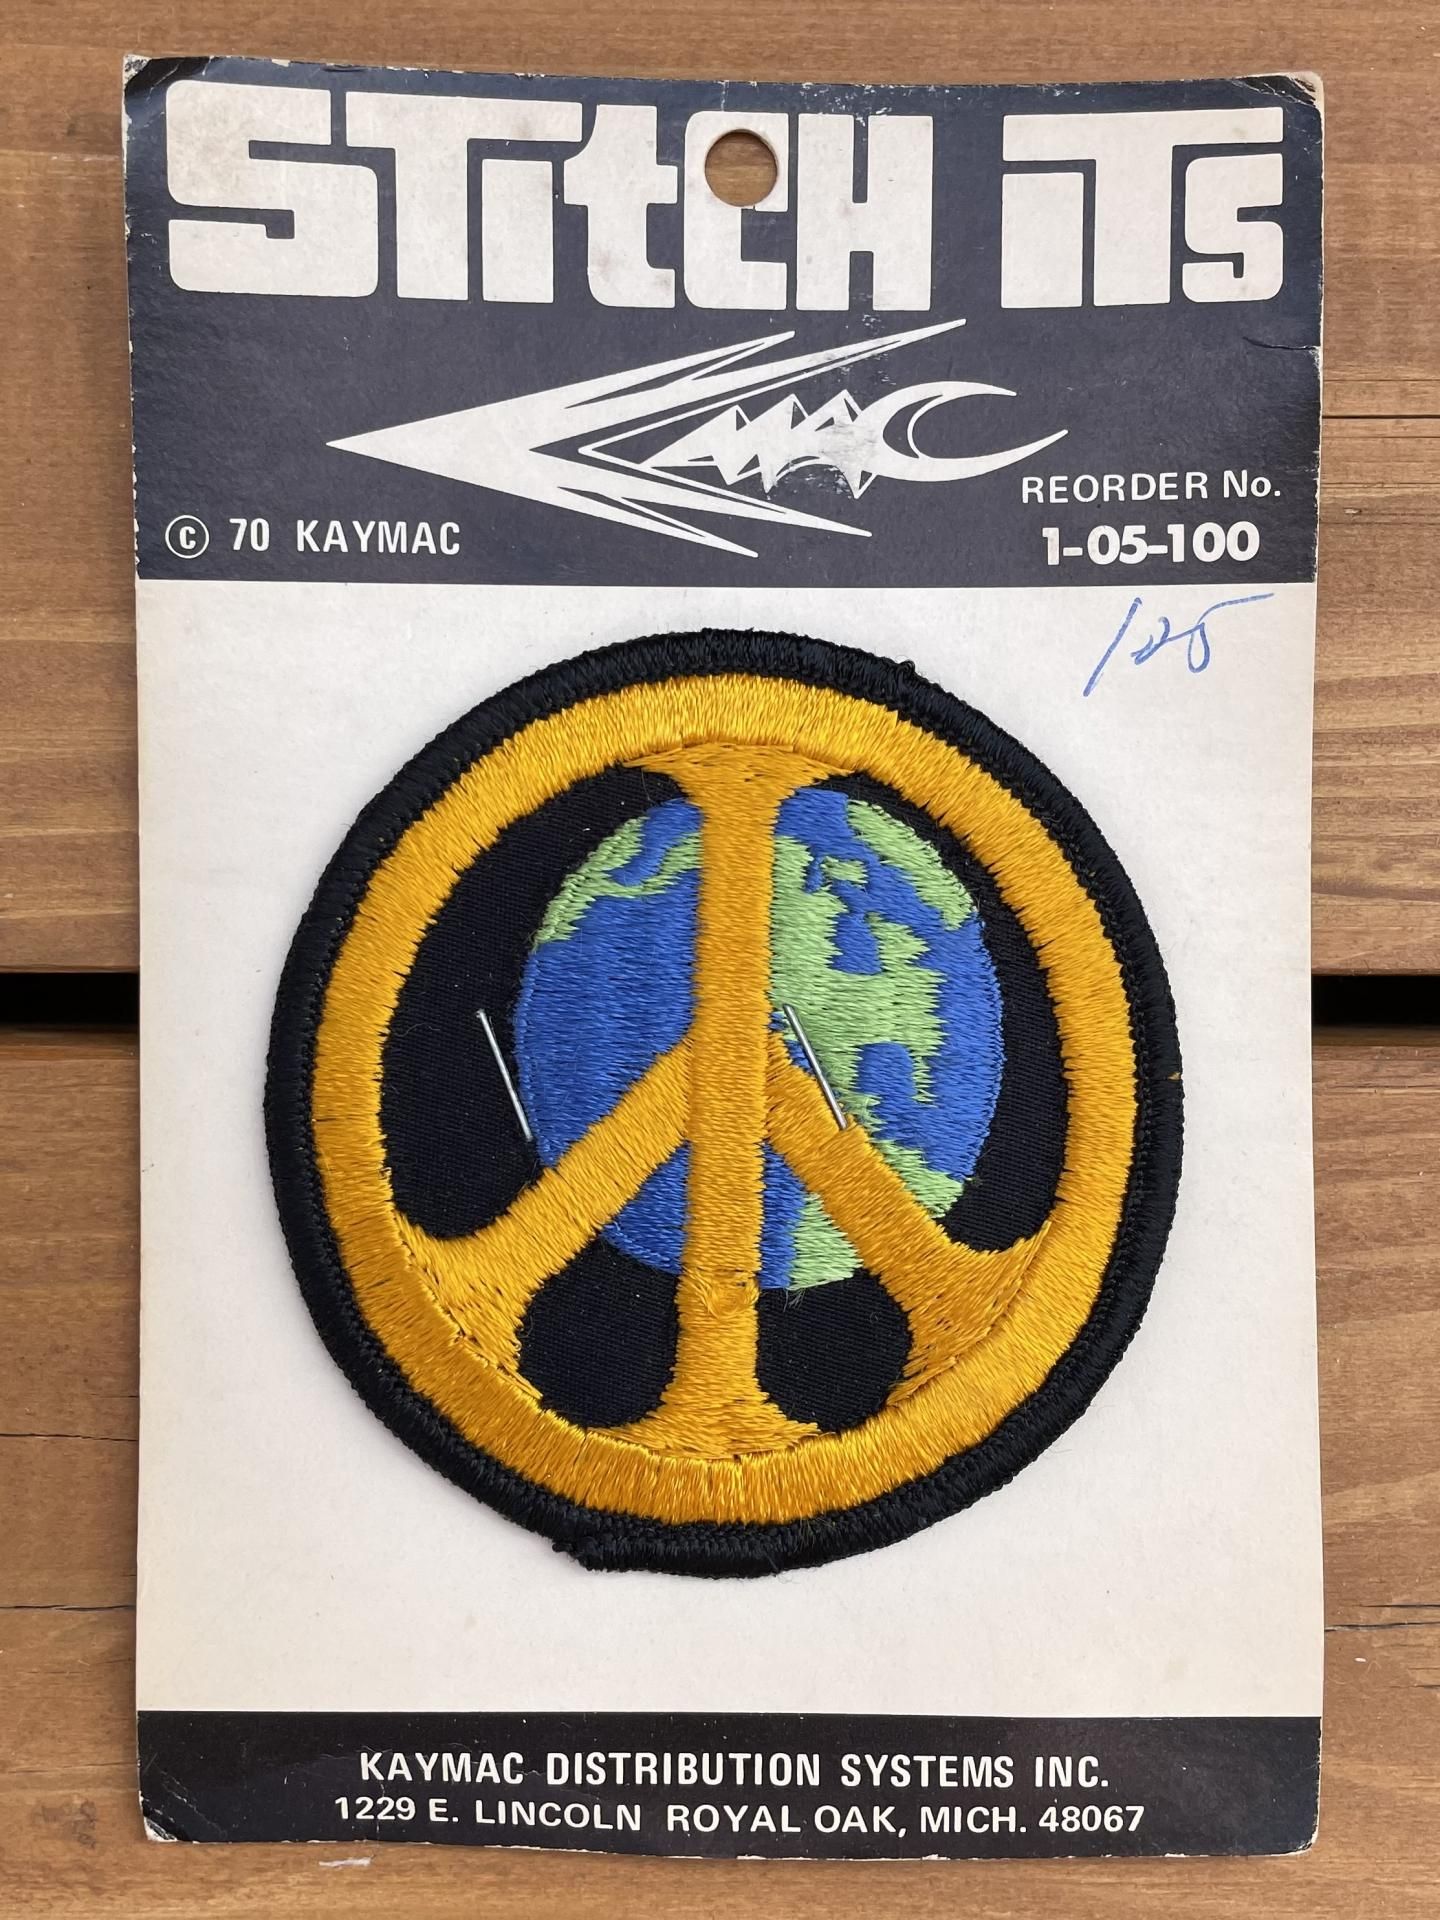 STitCH iTs
KMAC
REORDER No.
© 70 KAYMAC
1-05-100
125
KAYMAC DISTRIBUTION SYSTEMS INC.
1229 E. LINCOLN ROYAL OAK, MICH. 48067